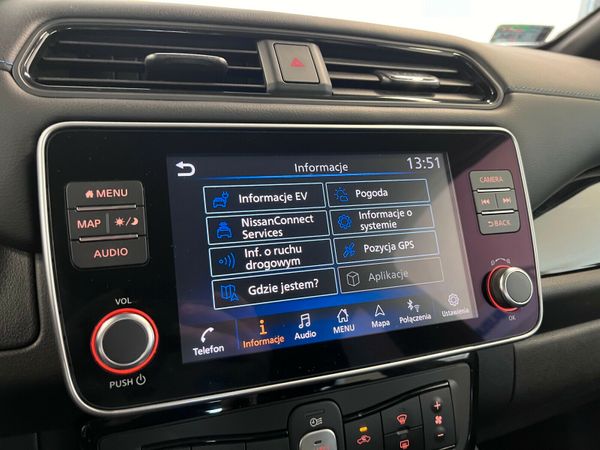 Informacje
13:51
MENU
MAP
AUDIO
VOL
PUSH
Informacje EV
Pogoda
NissanConnect
Services
Informacje o
systemie
Inf. o ruchu
drogowym
Pozycja GPS
Gdzie jestem?
Aplikacje
Telefon
Informacje
Audio
MENU
Mapa
Połączenia
Ustawienia
CAMERA
BACK
OK